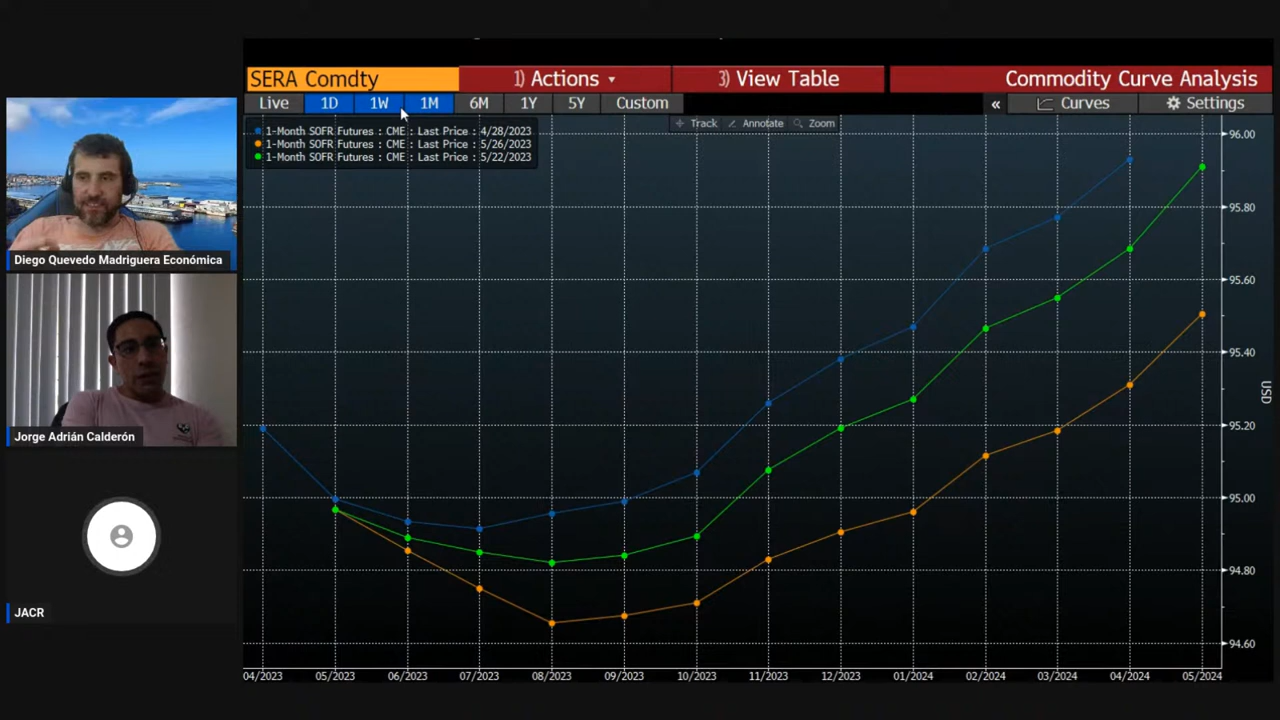 SERA Comdty
1) Actions
3) View Table
Commodity Curve Analysis
Live 1D 1W 1M 6M 1Y 5Y Custom
« Curves Settings
1-Month SOFR Futures : CME : Last Price : 4/28/2023
1-Month SOFR Futures : CME : Last Price : 5/26/2023
1-Month SOFR Futures : CME : Last Price : 5/22/2023
Track Annotate Zoom
96.00
95.80
95.60
95.40
95.20
95.00
94.80
94.60
USD
04/2023 05/2023 06/2023 07/2023 08/2023 09/2023 10/2023 11/2023 12/2023 01/2024 02/2024 03/2024 04/2024 05/2024
Diego Quevedo Madriguera Económica
Jorge Adrián Calderón
JACR